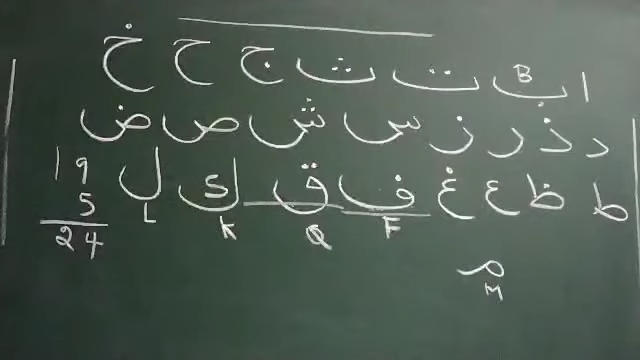 ا ب ت ث ج ح خ
B
د ذ ر ز س ش ص ض
ط ظ ع غ ف ق ك ل
F Q K L
م
M
19
5
24